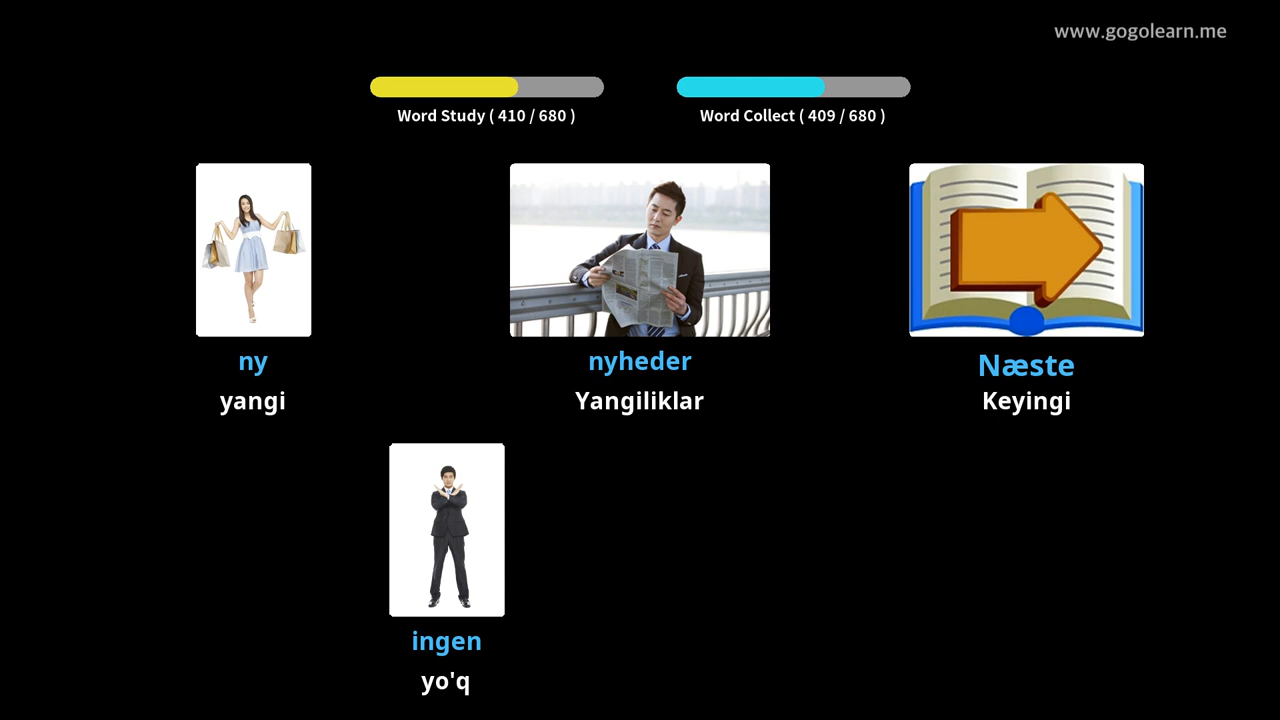 www.gogolearn.me
Word Study ( 410 / 680 )
Word Collect ( 409 / 680 )
ny
yangi
nyheder
Yangiliklar
Næste
Keyingi
ingen
yo'q